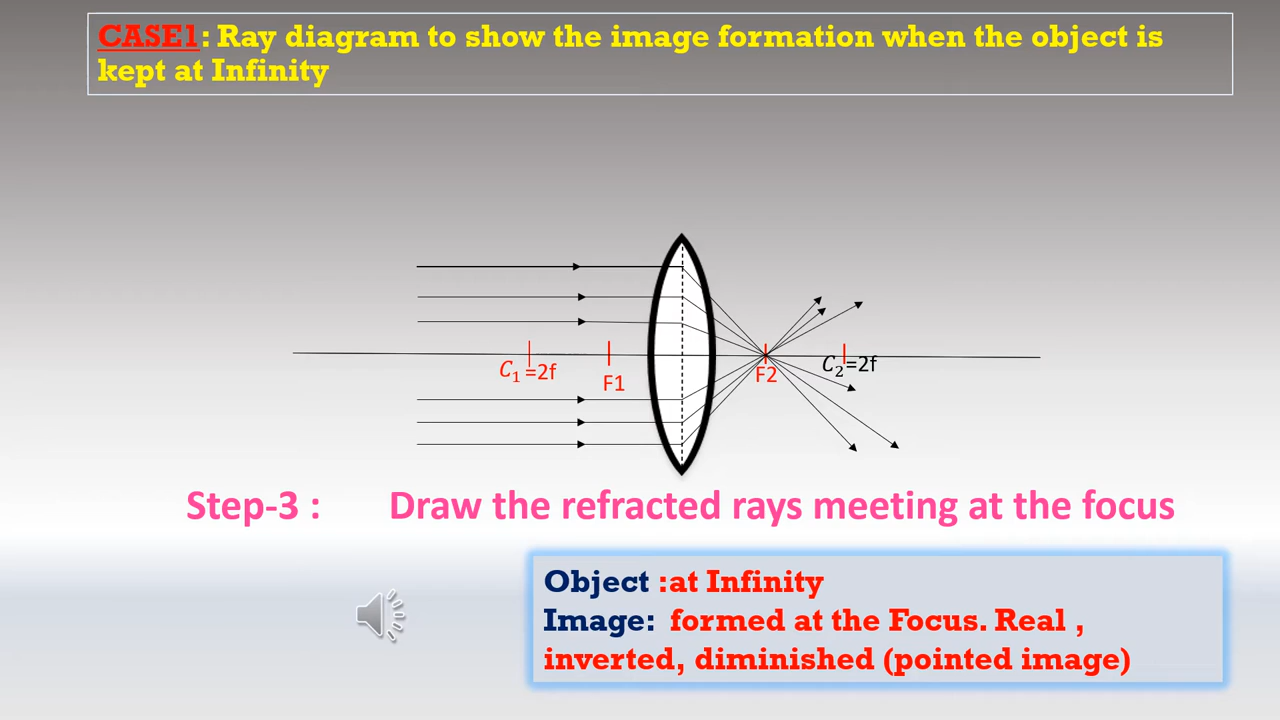 CASE1: Ray diagram to show the image formation when the object is
kept at Infinity
C₁ =2f
F1
F2
C₂=2f
Step-3 : Draw the refracted rays meeting at the focus
Object :at Infinity
Image: formed at the Focus. Real ,
inverted, diminished (pointed image)